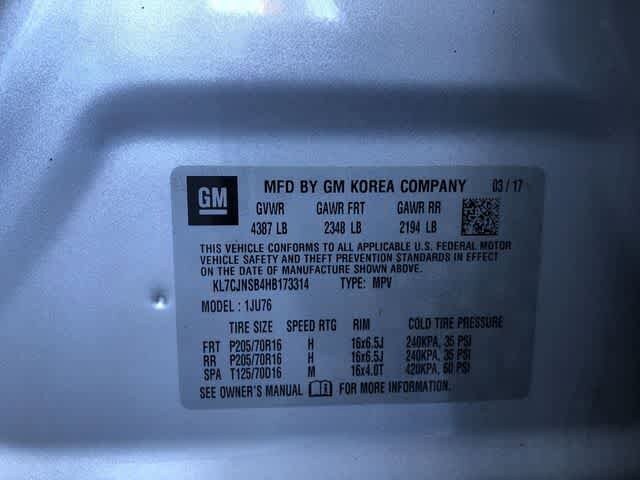 GM MFD BY GM KOREA COMPANY 03 / 17
GVWR GAWR FRT GAWR RR
4387 LB 2348 LB 2194 LB
THIS VEHICLE CONFORMS TO ALL APPLICABLE U.S. FEDERAL MOTOR
VEHICLE SAFETY AND THEFT PREVENTION STANDARDS IN EFFECT
ON THE DATE OF MANUFACTURE SHOWN ABOVE.
KL7CJNSB4HB173314 TYPE: MPV
MODEL : 1JU76
TIRE SIZE SPEED RTG RIM COLD TIRE PRESSURE
FRT P205/70R16 H 16x6.5J 240KPA, 35 PSI
RR P205/70R16 H 16x6.5J 240KPA, 35 PSI
SPA T125/70D16 M 16x4.0T 420KPA, 60 PSI
SEE OWNER'S MANUAL FOR MORE INFORMATION.